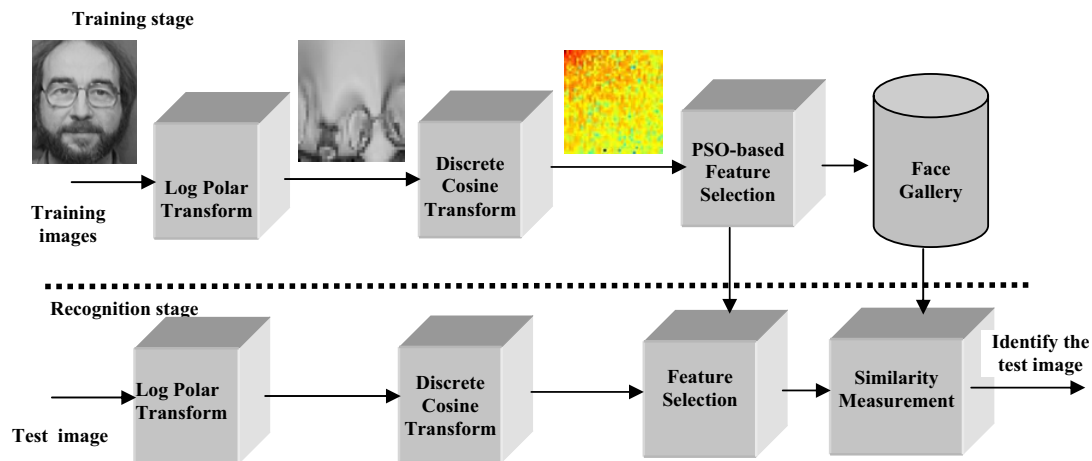 Training stage
Training
images
Log Polar
Transform
Discrete
Cosine
Transform
PSO-based
Feature
Selection
Face
Gallery
Recognition stage
Test image
Log Polar
Transform
Discrete
Cosine
Transform
Feature
Selection
Similarity
Measurement
Identify the
test image